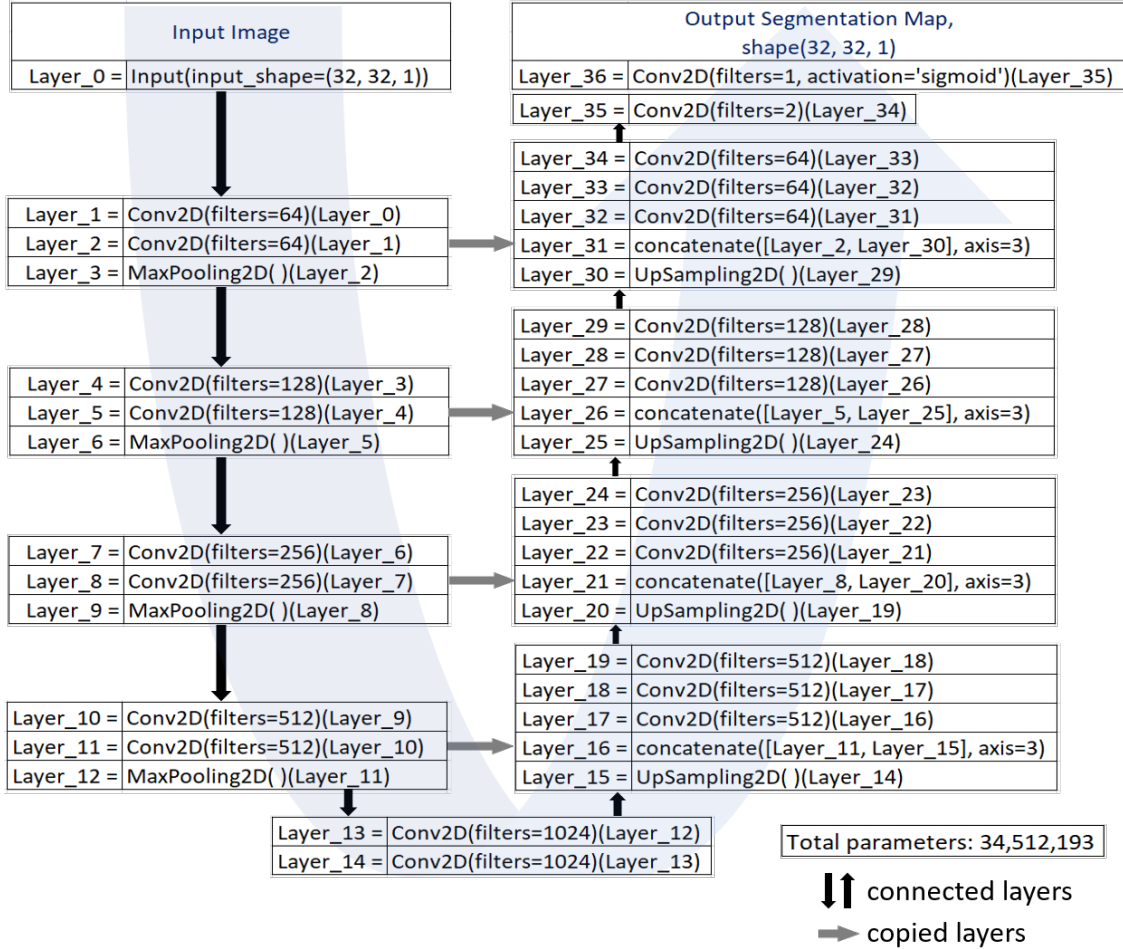 Input Image
Layer_0 = Input(input_shape=(32, 32, 1))
Layer_1 = Conv2D(filters=64)(Layer_0)
Layer_2 = Conv2D(filters=64)(Layer_1)
Layer_3 = MaxPooling2D( )(Layer_2)
Layer_4 = Conv2D(filters=128)(Layer_3)
Layer_5 = Conv2D(filters=128)(Layer_4)
Layer_6 = MaxPooling2D( )(Layer_5)
Layer_7 = Conv2D(filters=256)(Layer_6)
Layer_8 = Conv2D(filters=256)(Layer_7)
Layer_9 = MaxPooling2D( )(Layer_8)
Layer_10 = Conv2D(filters=512)(Layer_9)
Layer_11 = Conv2D(filters=512)(Layer_10)
Layer_12 = MaxPooling2D( )(Layer_11)
Layer_13 = Conv2D(filters=1024)(Layer_12)
Layer_14 = Conv2D(filters=1024)(Layer_13)
Output Segmentation Map,
shape(32, 32, 1)
Layer_36 = Conv2D(filters=1, activation='sigmoid')(Layer_35)
Layer_35 = Conv2D(filters=2)(Layer_34)
Layer_34 = Conv2D(filters=64)(Layer_33)
Layer_33 = Conv2D(filters=64)(Layer_32)
Layer_32 = Conv2D(filters=64)(Layer_31)
Layer_31 = concatenate([Layer_2, Layer_30], axis=3)
Layer_30 = UpSampling2D( )(Layer_29)
Layer_29 = Conv2D(filters=128)(Layer_28)
Layer_28 = Conv2D(filters=128)(Layer_27)
Layer_27 = Conv2D(filters=128)(Layer_26)
Layer_26 = concatenate([Layer_5, Layer_25], axis=3)
Layer_25 = UpSampling2D( )(Layer_24)
Layer_24 = Conv2D(filters=256)(Layer_23)
Layer_23 = Conv2D(filters=256)(Layer_22)
Layer_22 = Conv2D(filters=256)(Layer_21)
Layer_21 = concatenate([Layer_8, Layer_20], axis=3)
Layer_20 = UpSampling2D( )(Layer_19)
Layer_19 = Conv2D(filters=512)(Layer_18)
Layer_18 = Conv2D(filters=512)(Layer_17)
Layer_17 = Conv2D(filters=512)(Layer_16)
Layer_16 = concatenate([Layer_11, Layer_15], axis=3)
Layer_15 = UpSampling2D( )(Layer_14)
Total parameters: 34,512,193
connected layers
copied layers